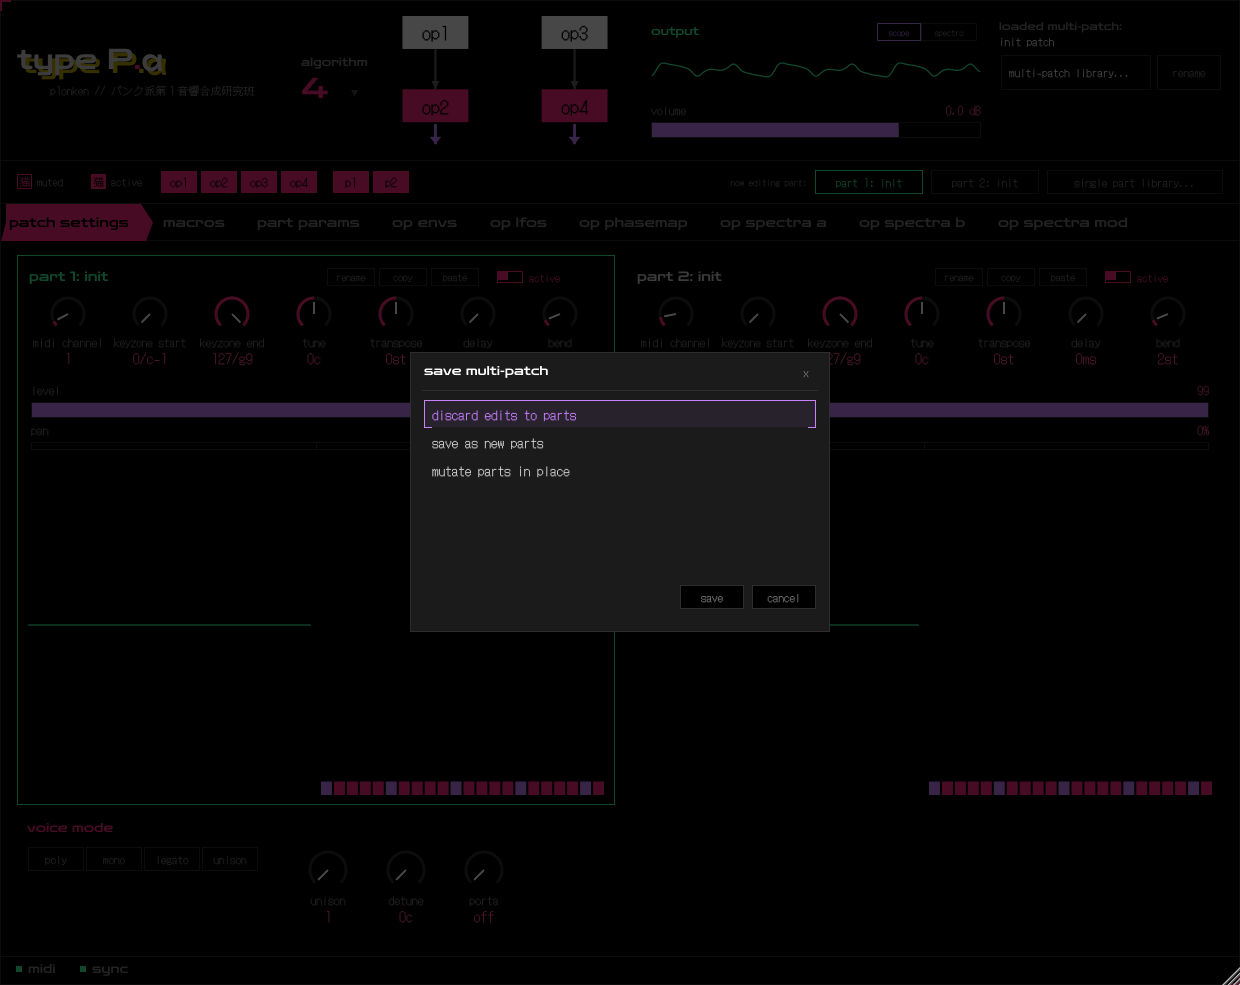 type P.a
plonken // パンク派第1音響合成研究班
algorithm
4
op1
op3
op2
op4
output
scope
spectro
volume
0.0 dB
loaded multi-patch:
init patch
multi-patch library...
rename
muted
active
op1
op2
op3
op4
p1
p2
now editing part:
part 1: init
part 2: init
single part library...
patch settings
macros
part params
op envs
op lfos
op phasemap
op spectra a
op spectra b
op spectra mod
part 1: init
rename
copy
paste
active
midi channel
keyzone start
keyzone end
tune
transpose
delay
bend
1
0/c-1
127/g9
0c
0st
level
pan
part 2: init
rename
copy
paste
active
midi channel
keyzone start
keyzone end
tune
transpose
delay
bend
27/g9
0c
0st
0ms
2st
99
0%
save multi-patch
x
discard edits to parts
save as new parts
mutate parts in place
save
cancel
voice mode
poly
mono
legato
unison
unison
detune
porta
1
0c
off
midi
sync